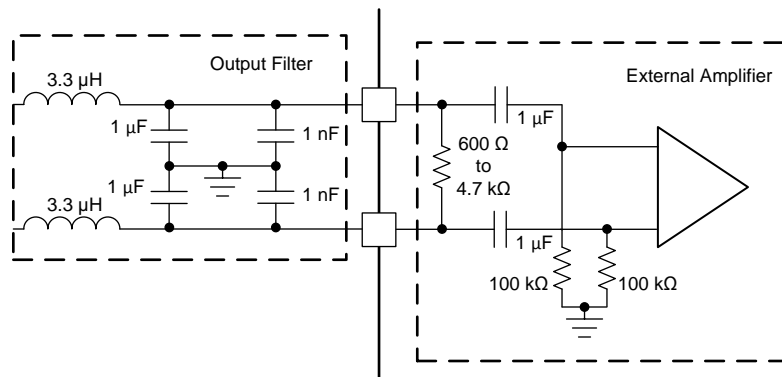 Output Filter
3.3 µH
1 µF
1 nF
1 µF
1 nF
3.3 µH
External Amplifier
1 µF
600 Ω
to
4.7 kΩ
1 µF
100 kΩ
100 kΩ